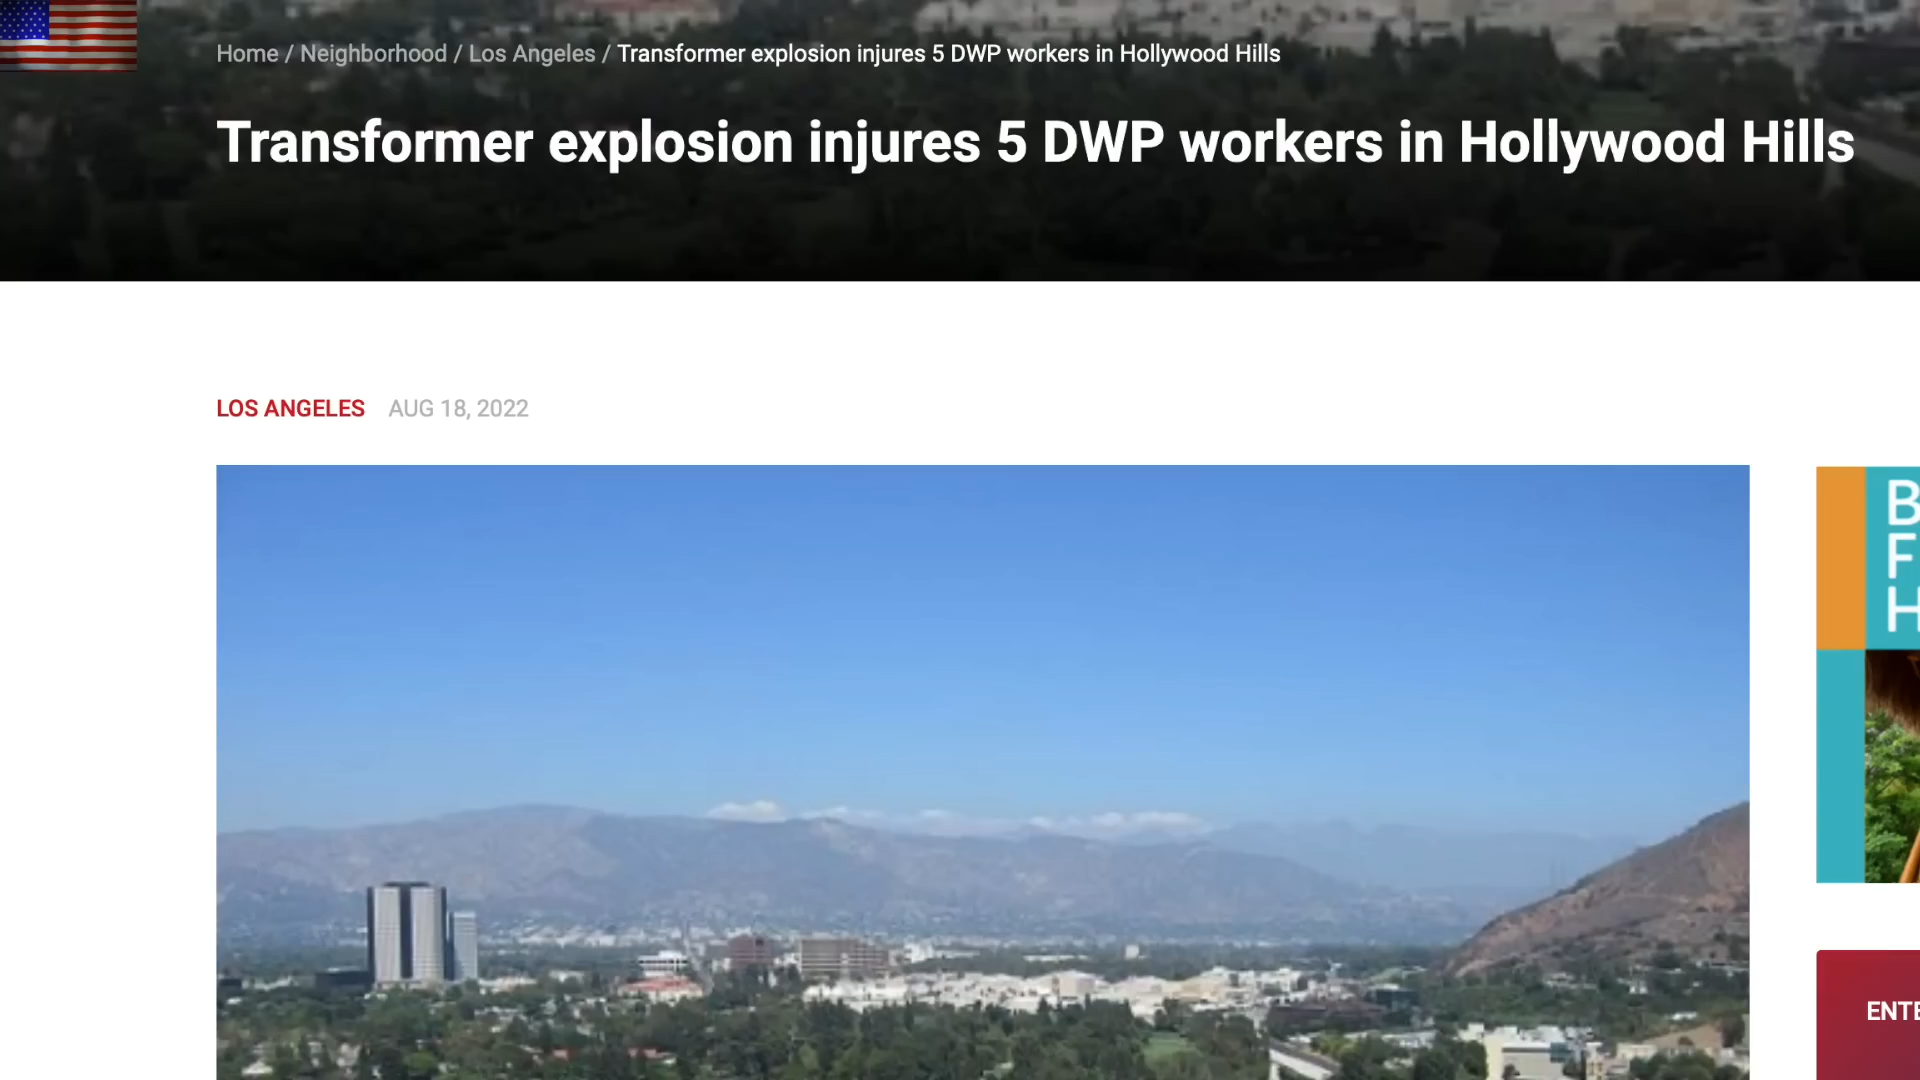 Home / Neighborhood / Los Angeles / Transformer explosion injures 5 DWP workers in Hollywood Hills
Transformer explosion injures 5 DWP workers in Hollywood Hills
LOS ANGELES AUG 18, 2022
B
F
H
ENTE